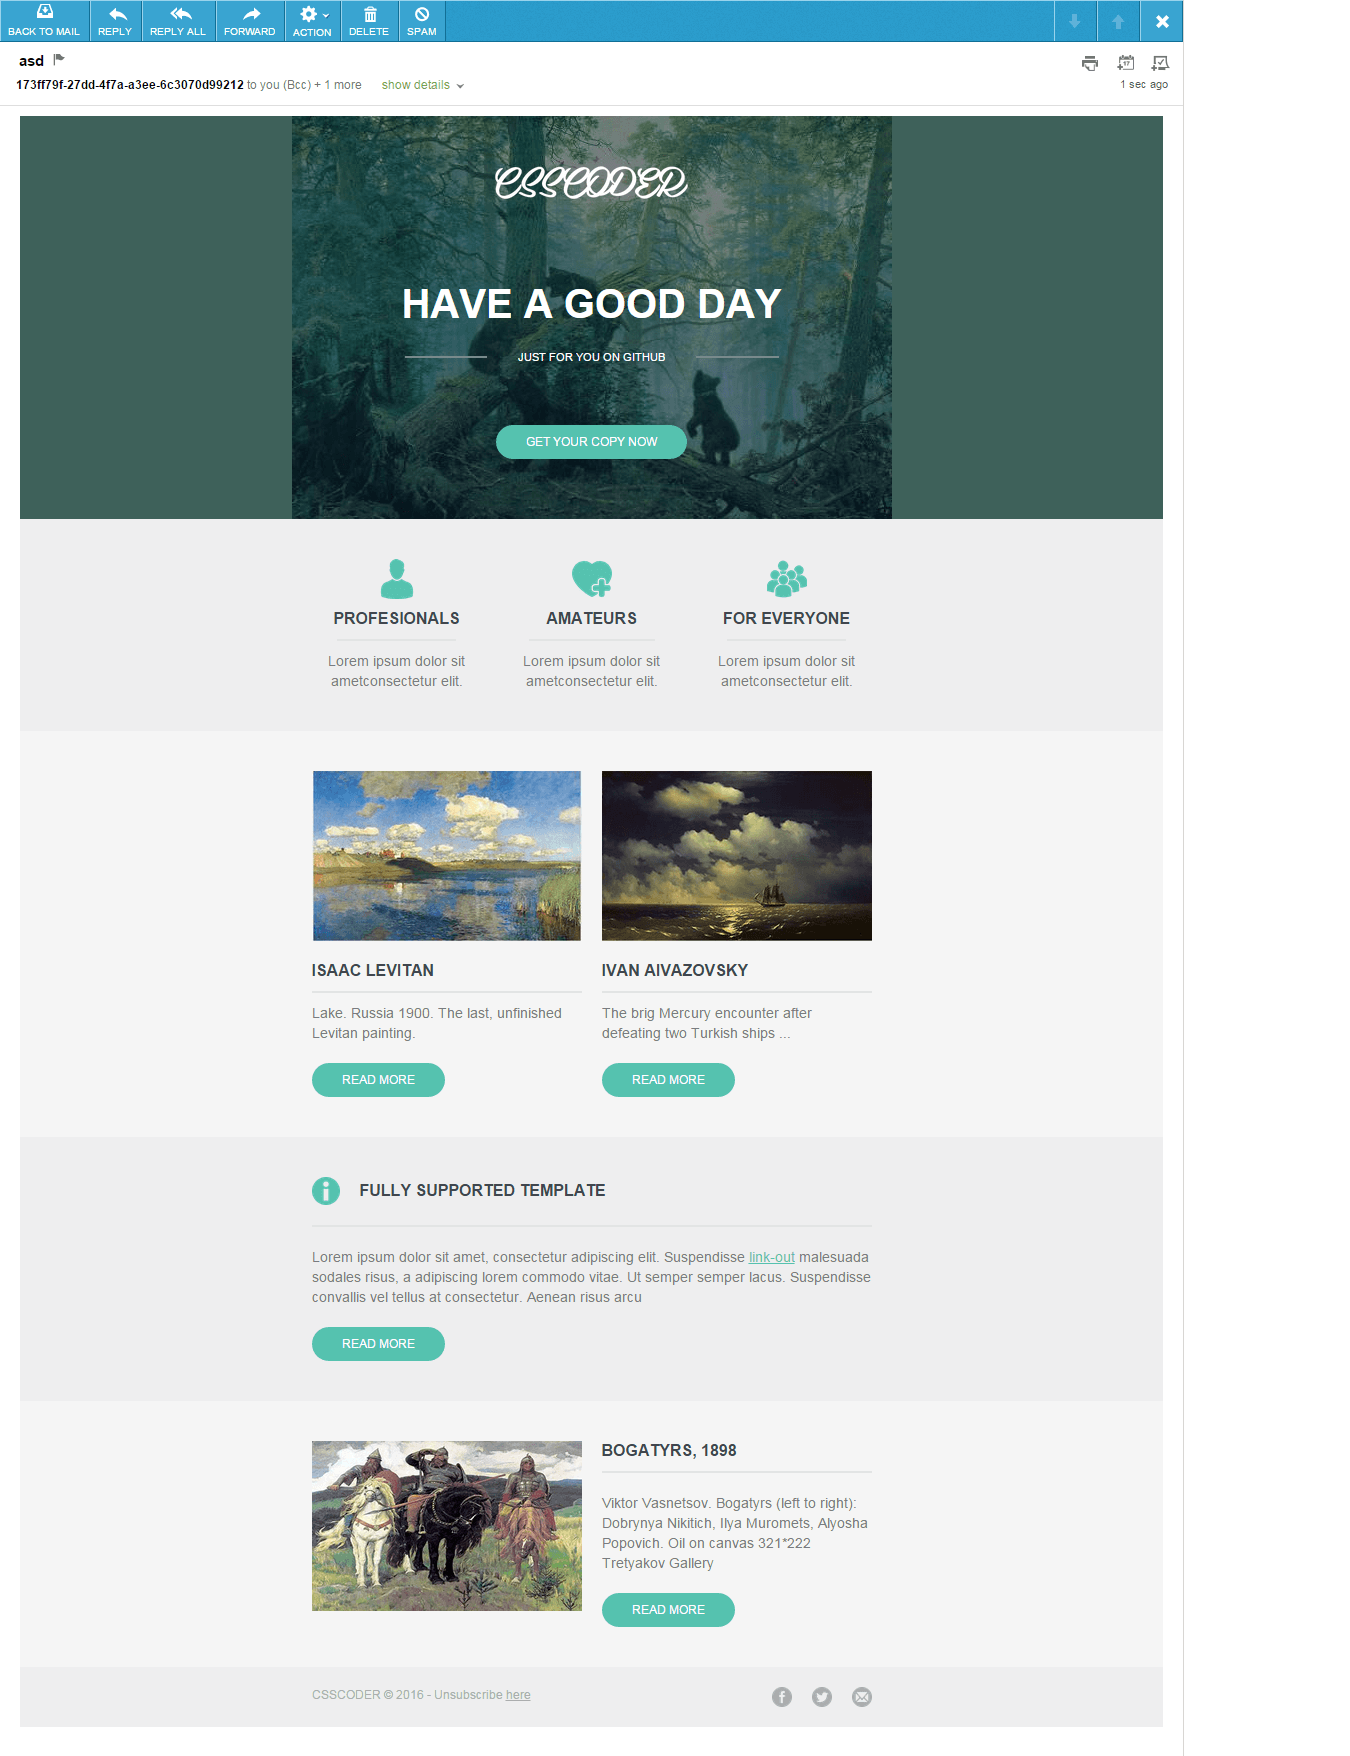 BACK TO MAIL
REPLY
REPLY ALL
FORWARD
ACTION
DELETE
SPAM
asd
17
173ff79f-27dd-4f7a-a3ee-6c3070d99212 to you (Bcc) + 1 more show details
1 sec ago
CSSCODER
HAVE A GOOD DAY
JUST FOR YOU ON GITHUB
GET YOUR COPY NOW
PROFESIONALS
Lorem ipsum dolor sit
ametconsectetur elit.
AMATEURS
Lorem ipsum dolor sit
ametconsectetur elit.
FOR EVERYONE
Lorem ipsum dolor sit
ametconsectetur elit.
ISAAC LEVITAN
Lake. Russia 1900. The last, unfinished
Levitan painting.
READ MORE
IVAN AIVAZOVSKY
The brig Mercury encounter after
defeating two Turkish ships ...
READ MORE
FULLY SUPPORTED TEMPLATE
Lorem ipsum dolor sit amet, consectetur adipiscing elit. Suspendisse link-out malesuada
sodales risus, a adipiscing lorem commodo vitae. Ut semper semper lacus. Suspendisse
convallis vel tellus at consectetur. Aenean risus arcu
READ MORE
BOGATYRS, 1898
Viktor Vasnetsov. Bogatyrs (left to right):
Dobrynya Nikitich, Ilya Muromets, Alyosha
Popovich. Oil on canvas 321*222
Tretyakov Gallery
READ MORE
CSSCODER © 2016 - Unsubscribe here